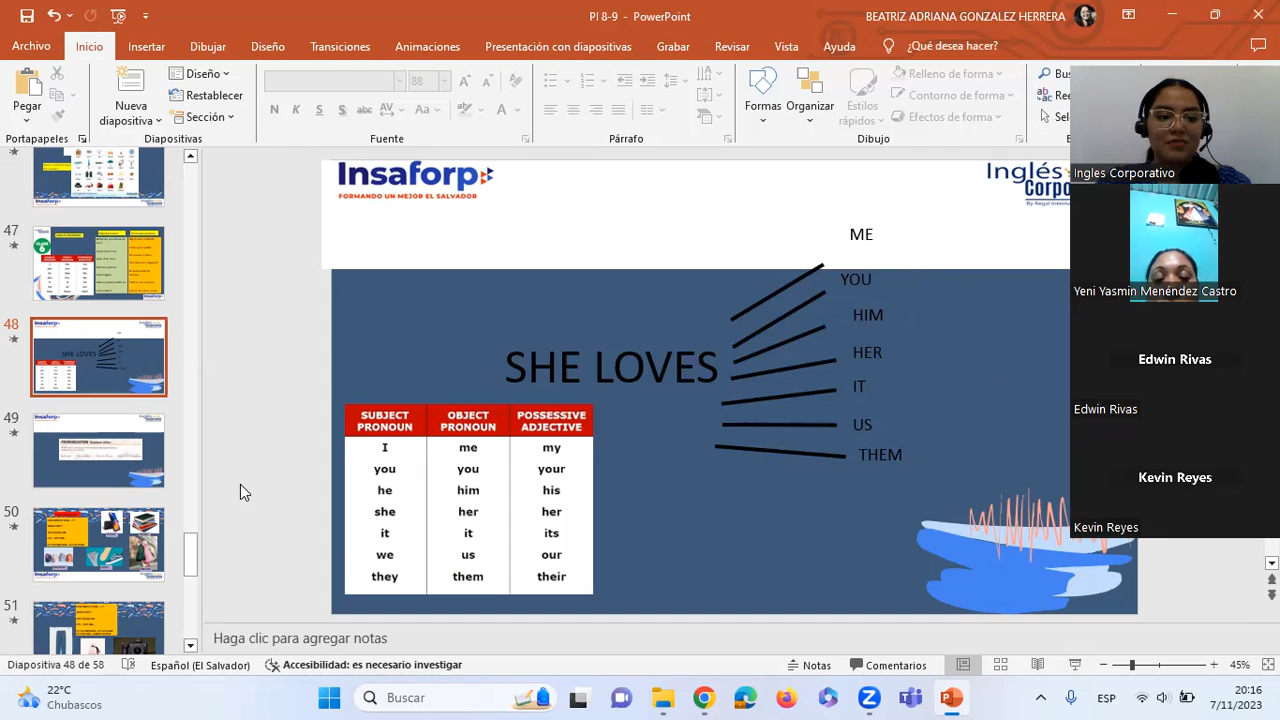 PI 8-9 - PowerPoint
BEATRIZ ADRIANA GONZALEZ HERRERA
Archivo Inicio Insertar Dibujar Diseño Transiciones Animaciones Presentación con diapositivas Grabar Revisar Vista Ayuda ¿Qué desea hacer?
Pegar
Portapapeles
Nueva
diapositiva
Diseño
Restablecer
Sección
Diapositivas
88
N K S S abc AV Aa A
Fuente
Párrafo
Formas
Organizar
Estilos
rápidos
Relleno de forma
Contorno de forma
Efectos de forma
Dibujo
Inglés Corporativo
Yeni Yasmin Menéndez Castro
Edwin Rivas
Edwin Rivas
Kevin Reyes
Kevin Reyes
47
48
49
50
51
Insaforp
FORMANDO UN MEJOR EL SALVADOR
Inglés
SHE LOVES
ME
YOU
HIM
HER
IT
US
THEM
SUBJECT PRONOUN OBJECT PRONOUN POSSESSIVE ADJECTIVE
I me my
you you your
he him his
she her her
it it its
we us our
they them their
Haga clic para agregar notas
Diapositiva 48 de 58 Español (El Salvador) Accesibilidad: es necesario investigar Notas Comentarios 45%
22°C
Chubascos
Buscar
ESP
20:16
7/11/2023